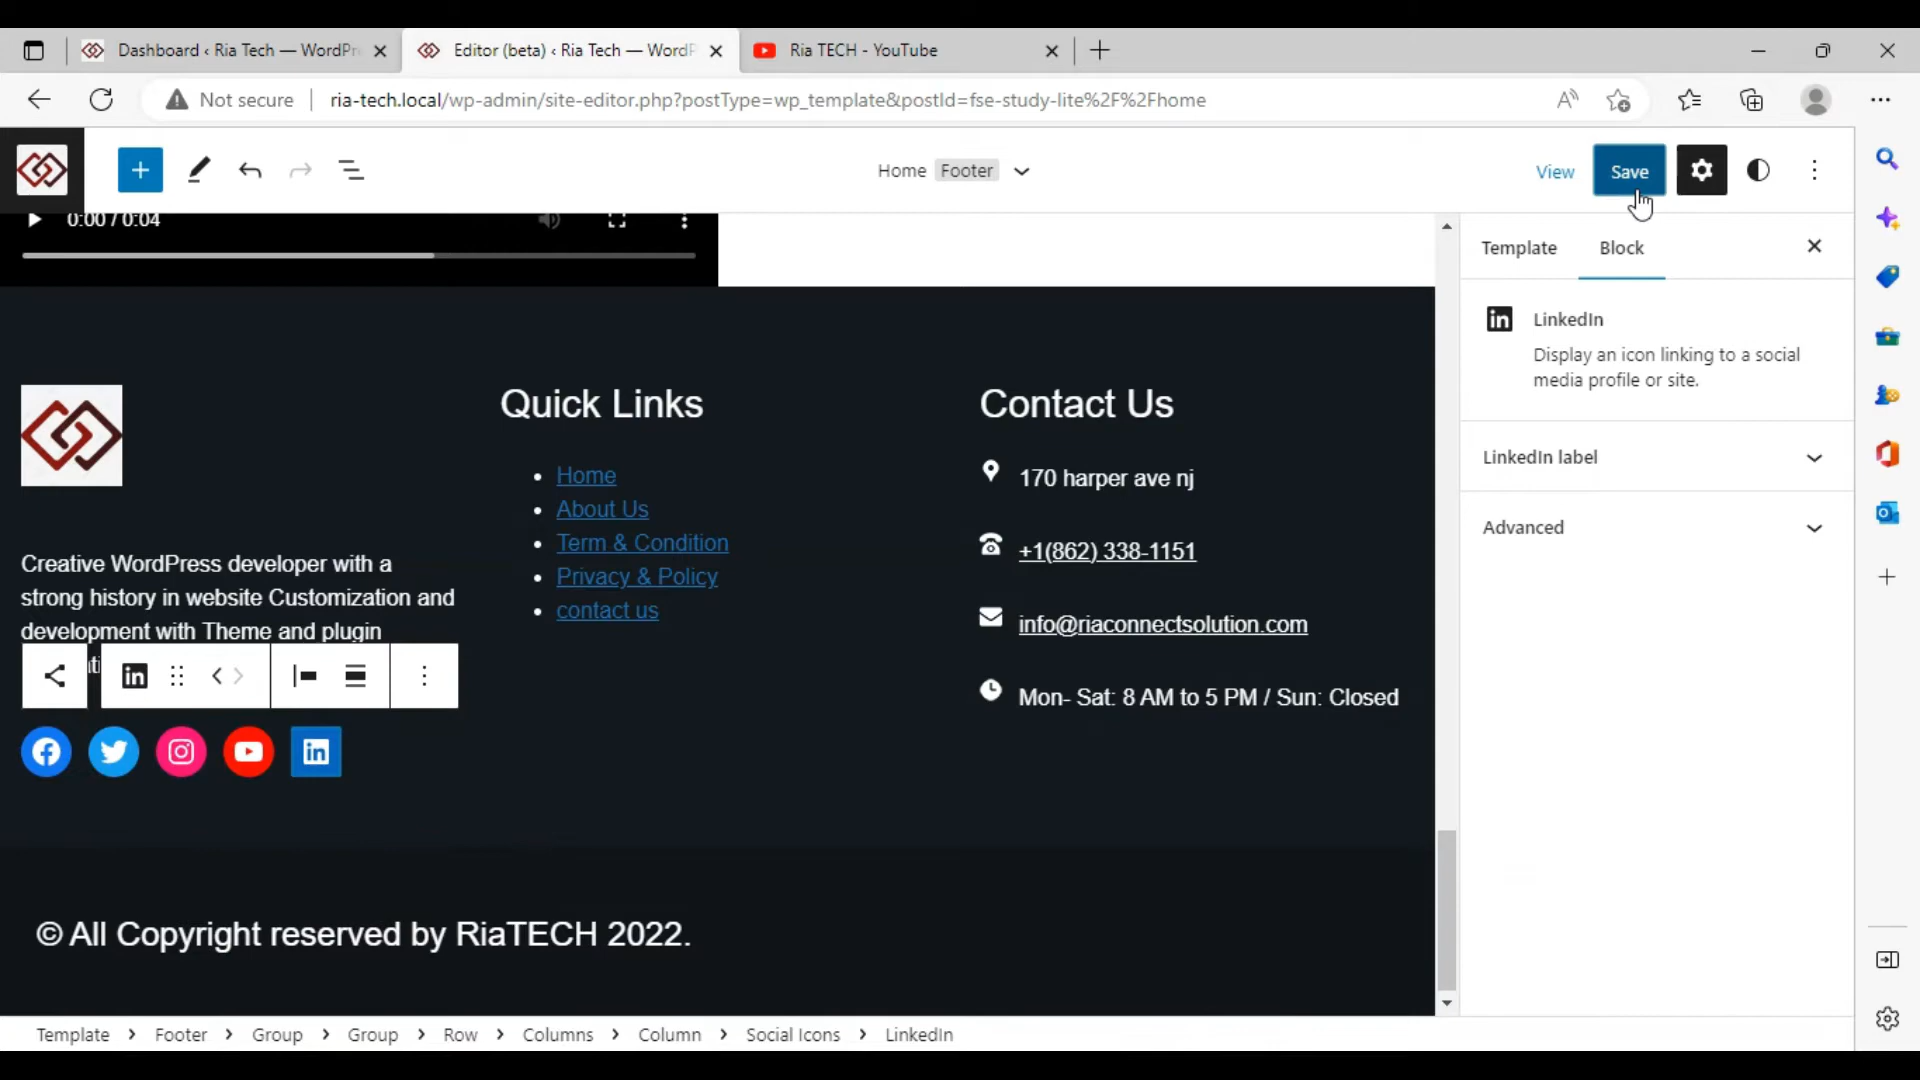 Dashboard ‹ Ria Tech — WordPr
Editor (beta) ‹ Ria Tech — WordP
Ria TECH - YouTube
Not secure
ria-tech.local/wp-admin/site-editor.php?postType=wp_template&postId=fse-study-lite%2F%2Fhome
Home Footer
View
Save
0:00 / 0:04
Template
Block
LinkedIn
Display an icon linking to a social
media profile or site.
LinkedIn label
Advanced
Creative WordPress developer with a
strong history in website Customization and
development with Theme and plugin
Quick Links
Home
About Us
Term & Condition
Privacy & Policy
contact us
Contact Us
170 harper ave nj
+1(862) 338-1151
info@riaconnectsolution.com
Mon- Sat: 8 AM to 5 PM / Sun: Closed
© All Copyright reserved by RiaTECH 2022.
Template > Footer > Group > Group > Row > Columns > Column > Social Icons > LinkedIn